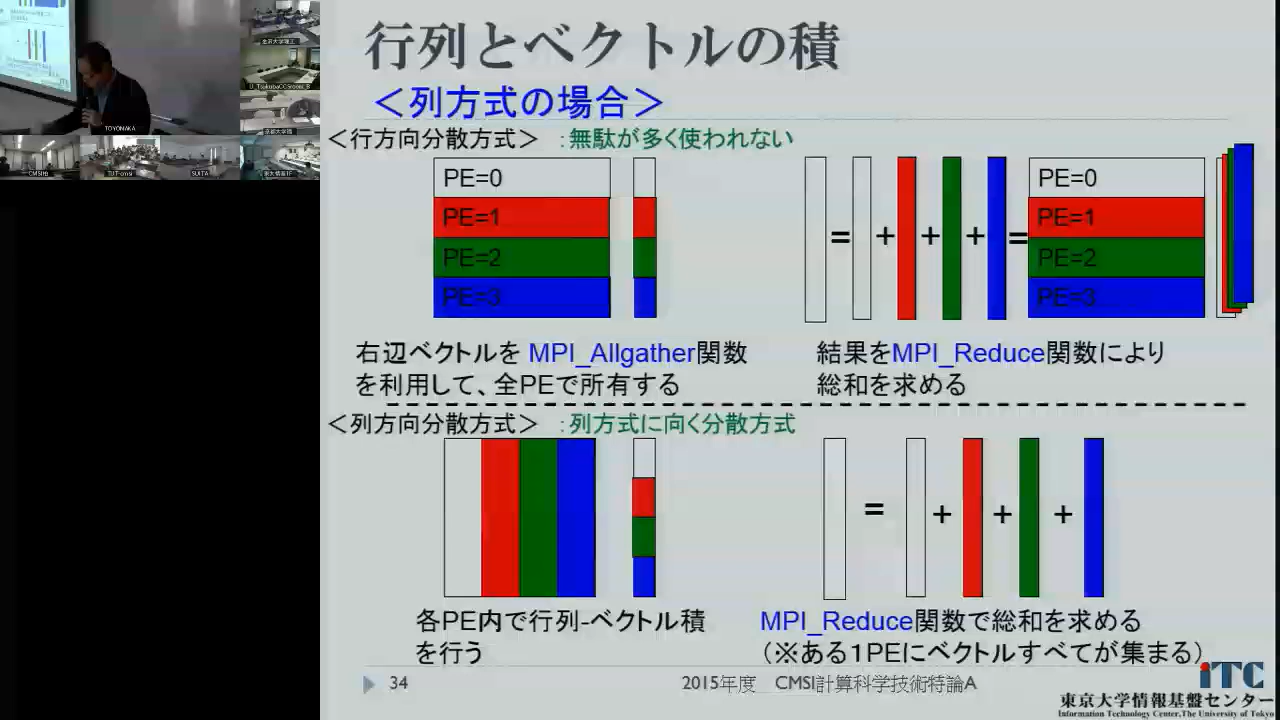 行列とベクトルの積
＜列方式の場合＞
＜行方向分散方式＞ ：無駄が多く使われない
PE=0
PE=1
PE=2
PE=3
= + + + =
PE=0
PE=1
PE=2
PE=3
右辺ベクトルを MPI_Allgather関数
を利用して、全PEで所有する
結果をMPI_Reduce関数により
総和を求める
＜列方向分散方式＞ ：列方式に向く分散方式
= + + +
各PE内で行列-ベクトル積
を行う
MPI_Reduce関数で総和を求める
（※ある１PEにベクトルすべてが集まる）
34
2015年度 CMSI計算科学技術特論A
iTC
東京大学情報基盤センター
Information Technology Center,The University of Tokyo
TOYONAKA
CMSI柏
TUT-cmsi
SUITA